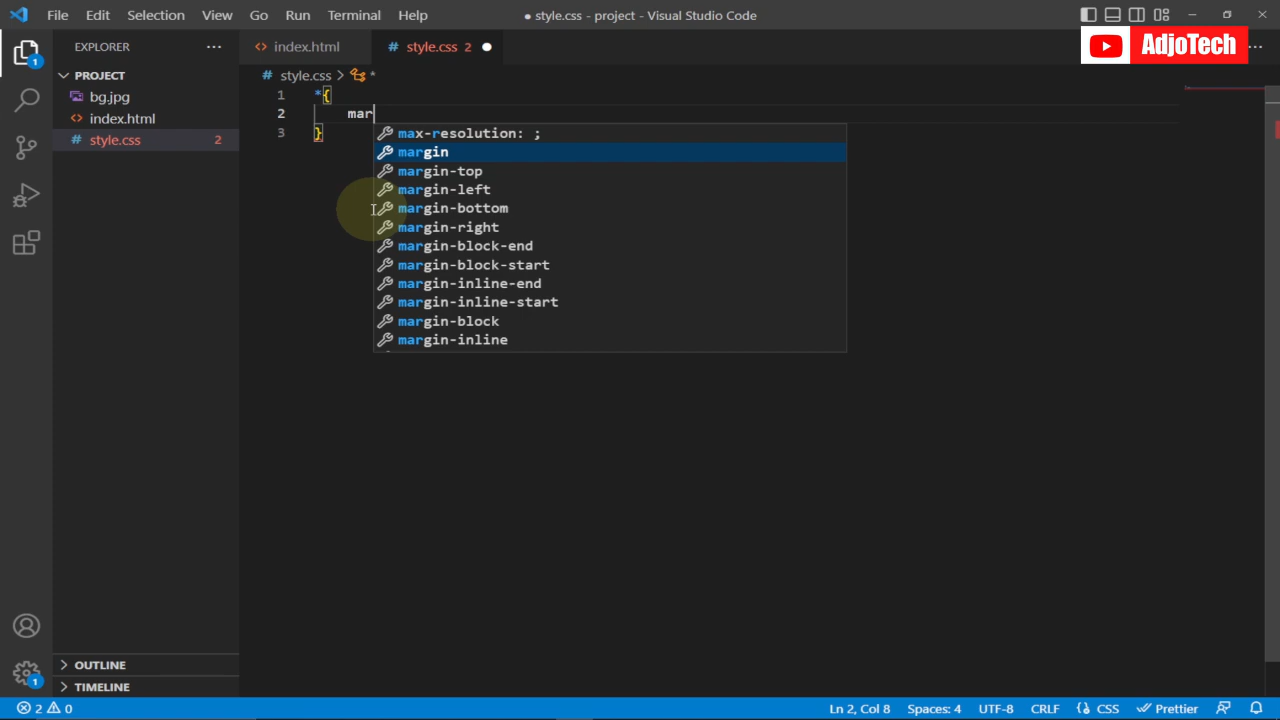 File Edit Selection View Go Run Terminal Help
● style.css - project - Visual Studio Code
AdjoTech
EXPLORER
index.html
style.css 2
PROJECT
bg.jpg
index.html
style.css 2
style.css > *
1 *{
2 mar
3 }
max-resolution: ;
margin
margin-top
margin-left
margin-bottom
margin-right
margin-block-end
margin-block-start
margin-inline-end
margin-inline-start
margin-block
margin-inline
1
1
OUTLINE
TIMELINE
2 0
Ln 2, Col 8 Spaces: 4 UTF-8 CRLF {} CSS Prettier